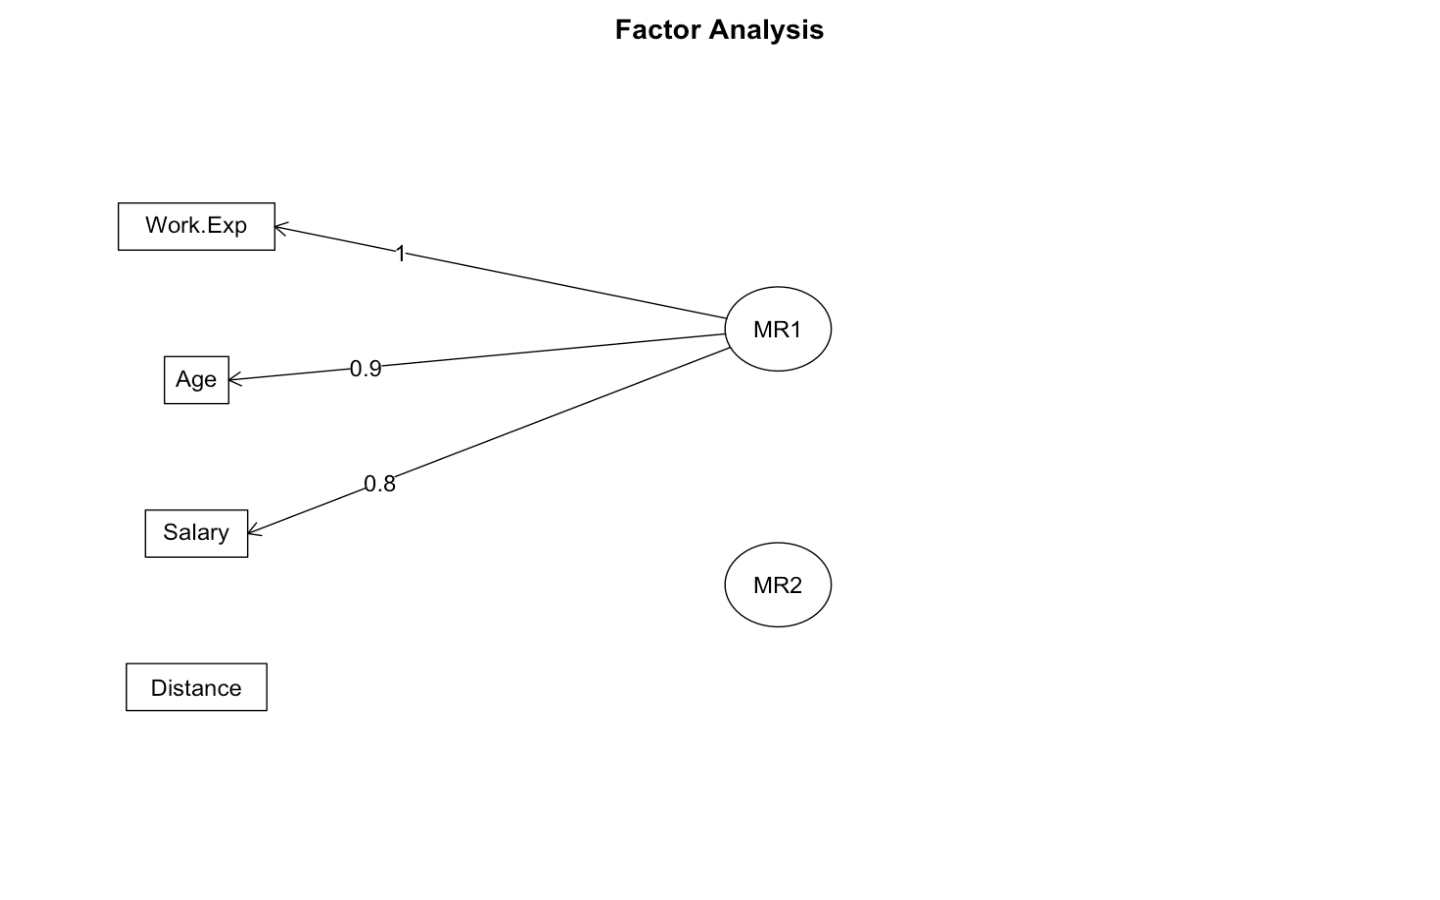 Factor Analysis
Work.Exp
1
MR1
Age
0.9
Salary
0.8
MR2
Distance